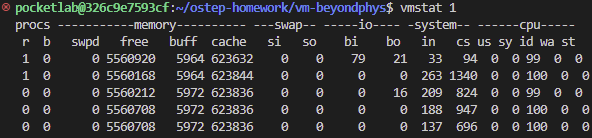 pocketlab@326c9e7593cf:~/ostep-homework/vm-beyondphys$ vmstat 1
procs -----------memory---------- ---swap-- -----io---- -system-- ------cpu-----
 r  b   swpd   free   buff  cache   si   so    bi    bo   in   cs us sy id wa st
 1  0      0 5560920   5964 623632    0    0    79    21   33   94  0  0 99  0  0
 1  0      0 5560168   5964 623844    0    0     0     0  263 1340  0  0 100  0  0
 0  0      0 5560212   5972 623836    0    0     0    16  209  824  0  0 99  0  0
 0  0      0 5560708   5972 623836    0    0     0     0  188  947  0  0 100  0  0
 0  0      0 5560708   5972 623836    0    0     0     0  137  696  0  0 100  0  0